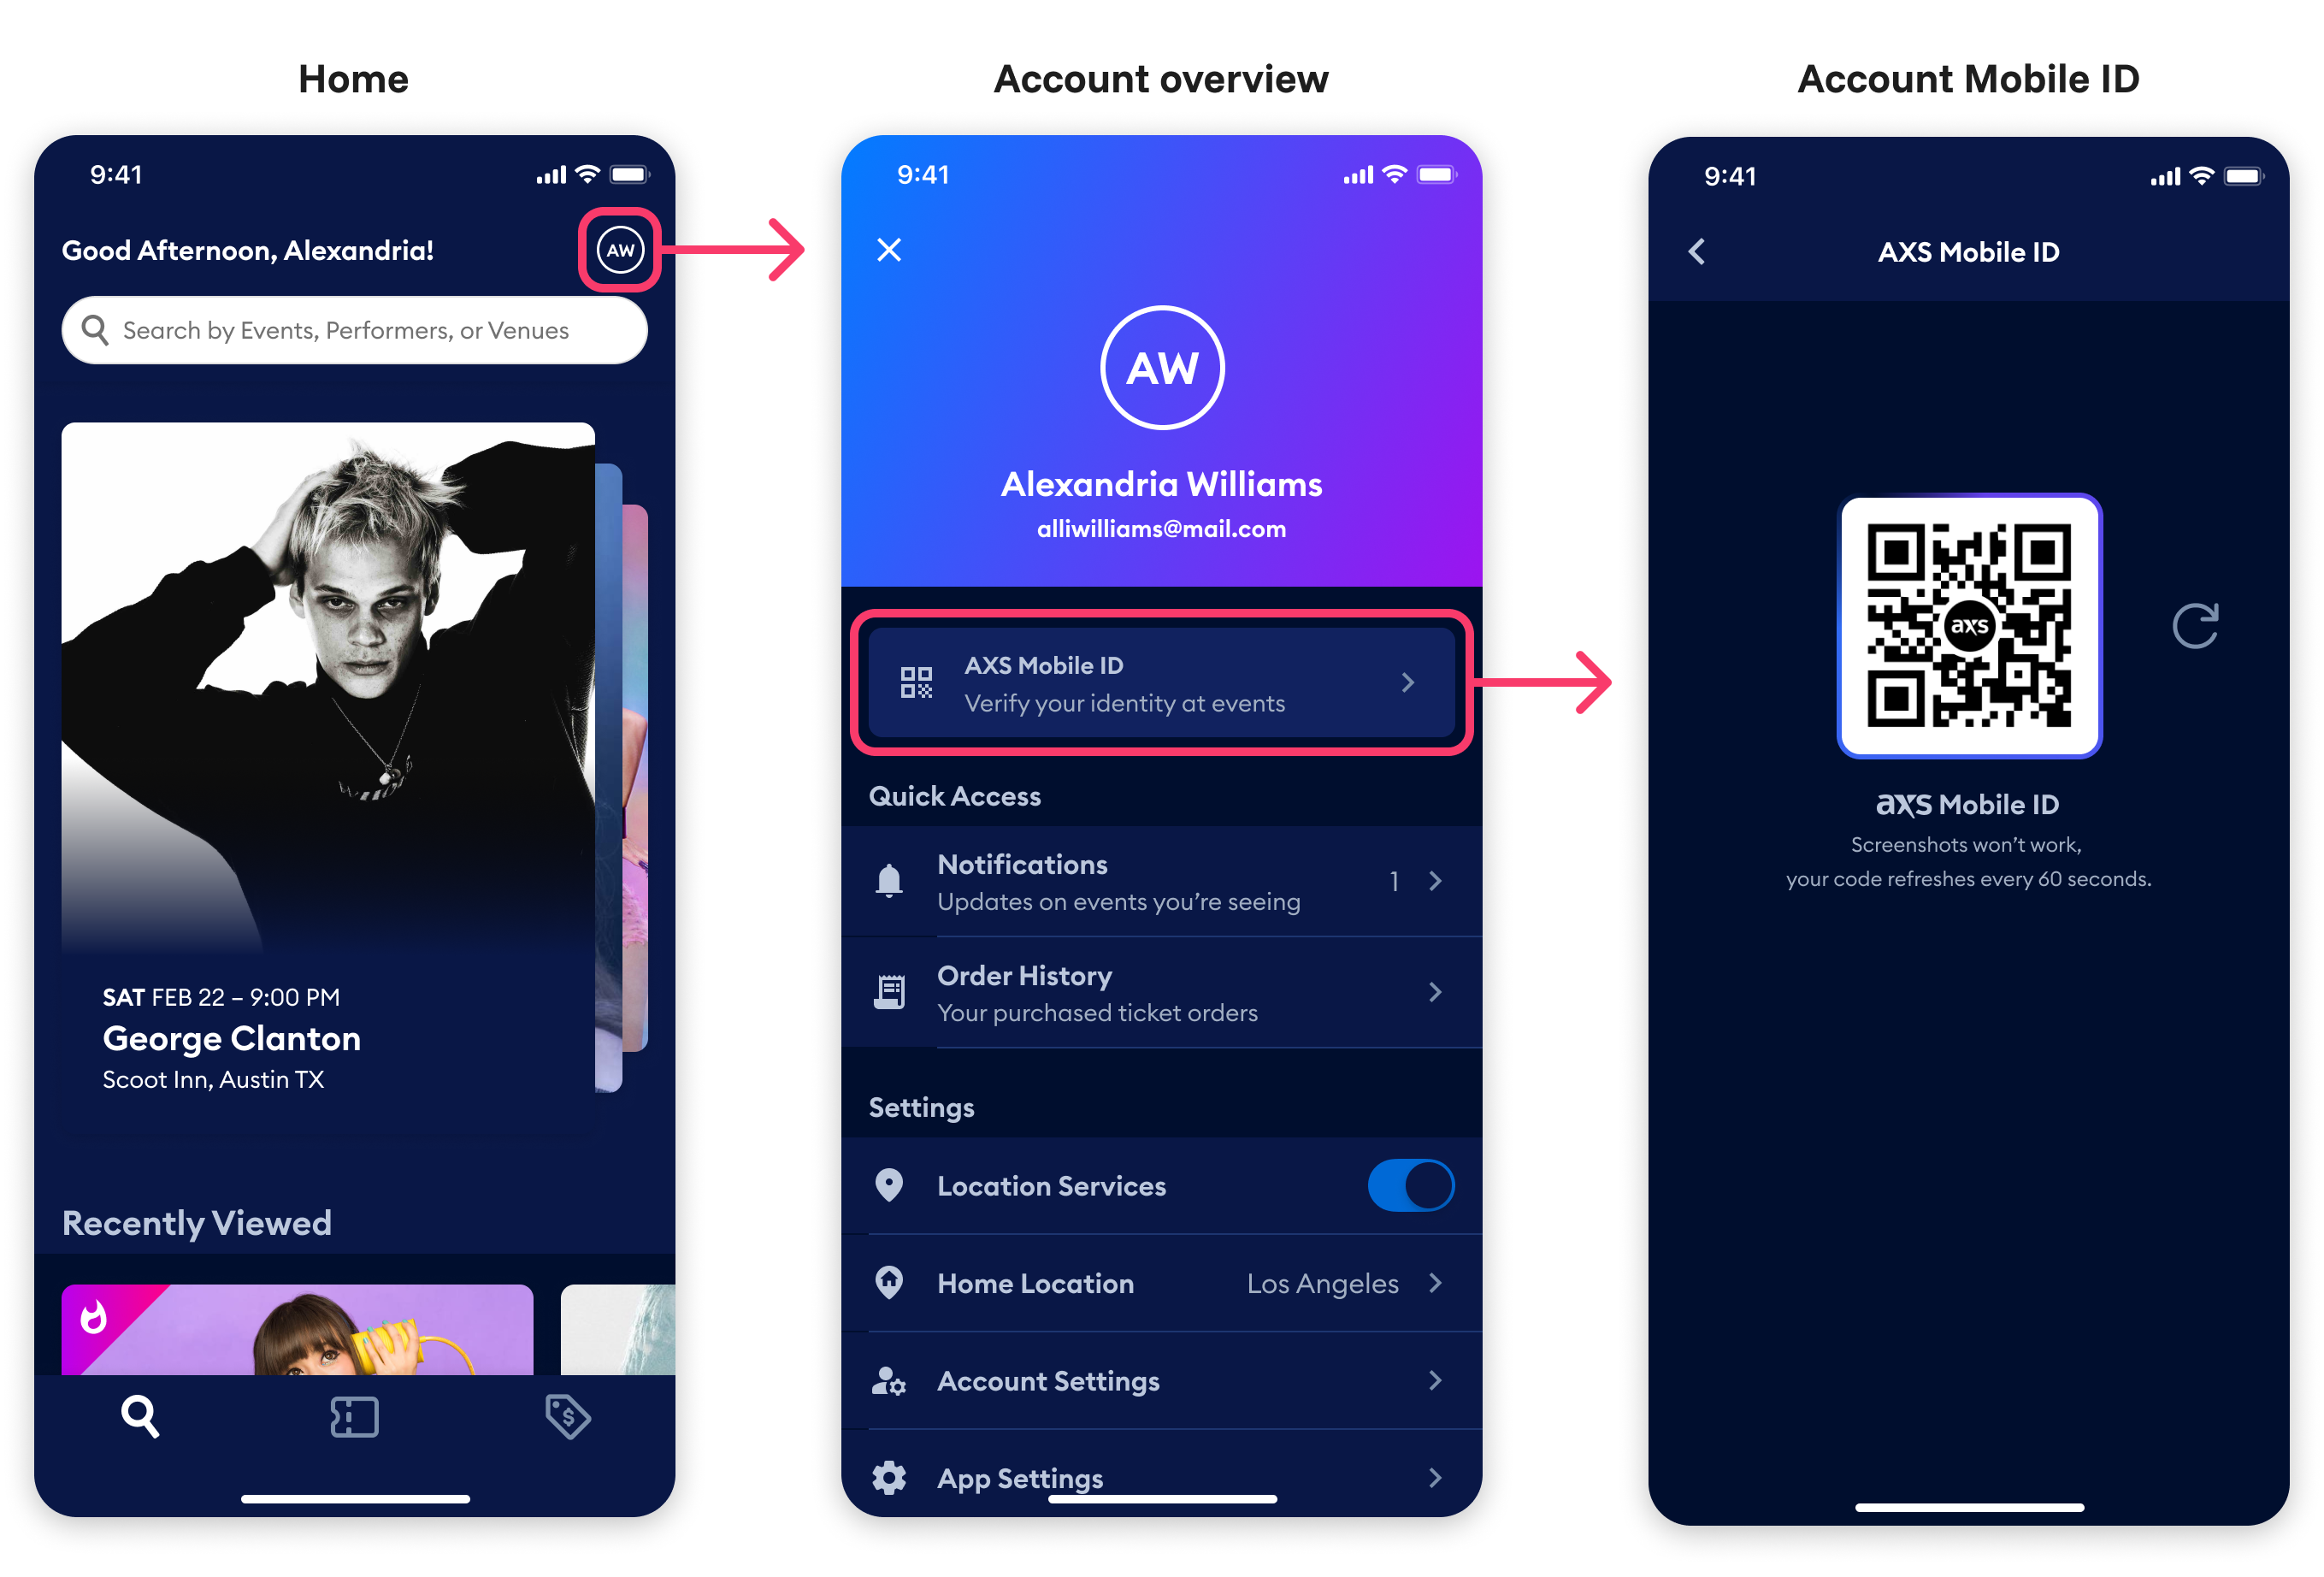 Home
9:41
Good Afternoon, Alexandria!
AW
Search by Events, Performers, or Venues
SAT FEB 22 – 9:00 PM
George Clanton
Scoot Inn, Austin TX
Recently Viewed
$
Account overview
9:41
AW
Alexandria Williams
alliwilliams@mail.com
AXS Mobile ID
Verify your identity at events
Quick Access
Notifications
Updates on events you’re seeing
1
Order History
Your purchased ticket orders
Settings
Location Services
Home Location
Los Angeles
Account Settings
App Settings
Account Mobile ID
9:41
AXS Mobile ID
axs
axs Mobile ID
Screenshots won’t work,
your code refreshes every 60 seconds.